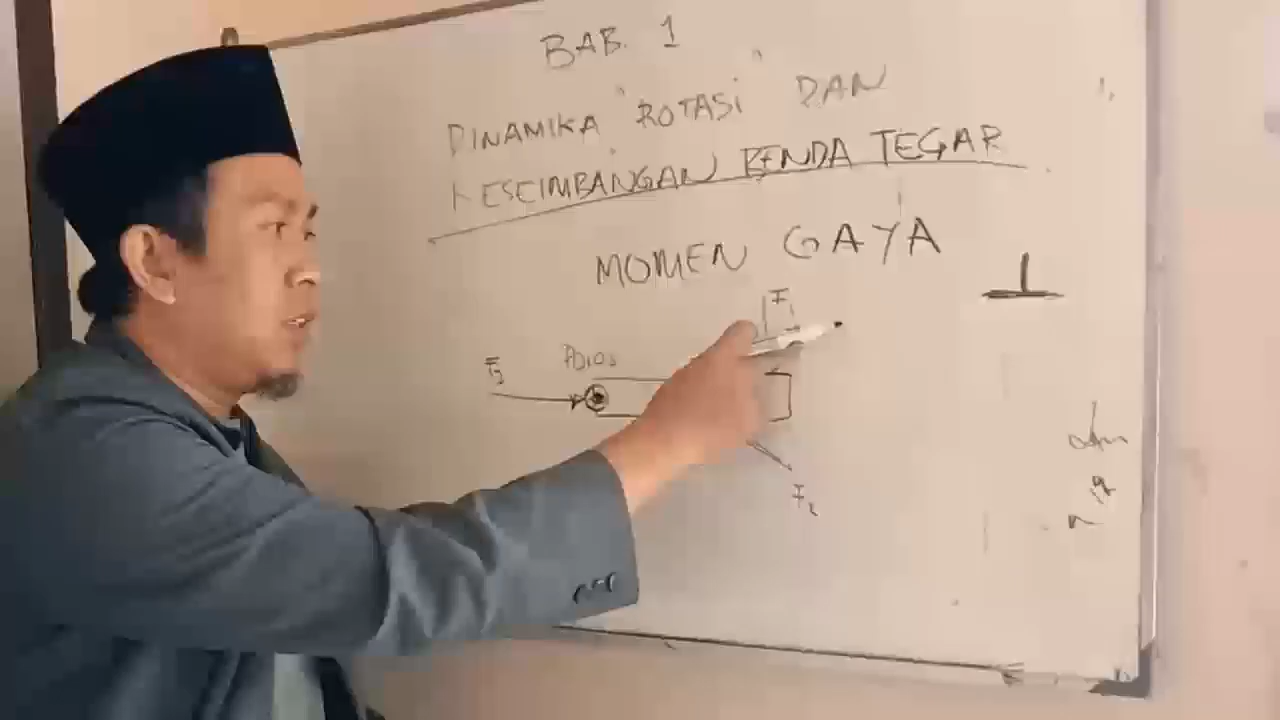 BAB. 1
DINAMIKA "ROTASi" DAN
KESEIMBANGAN BENDA TEGAR
MOMEN GAYA
F1
F3
POros
F2